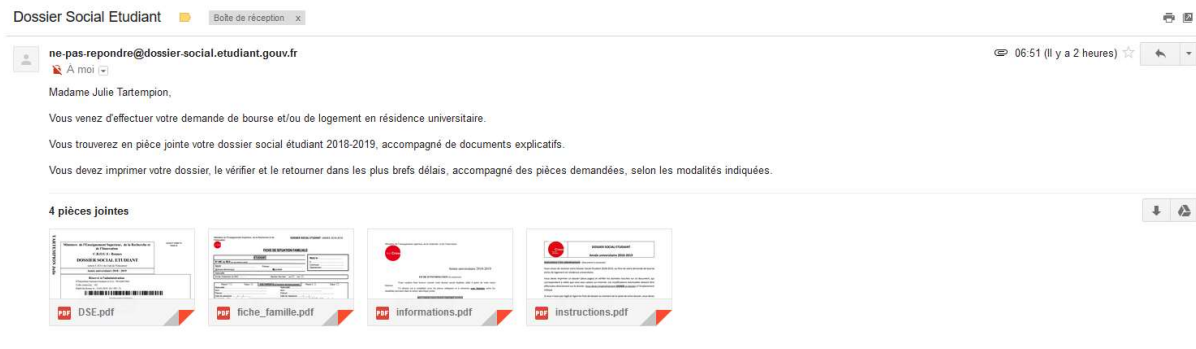 Dossier Social Etudiant
Boîte de réception x
ne-pas-repondre@dossier-social.etudiant.gouv.fr
06:51 (Il y a 2 heures)
À moi
Madame Julie Tartempion,
Vous venez d'effectuer votre demande de bourse et/ou de logement en résidence universitaire.
Vous trouverez en pièce jointe votre dossier social étudiant 2018-2019, accompagné de documents explicatifs.
Vous devez imprimer votre dossier, le vérifier et le retourner dans les plus brefs délais, accompagné des pièces demandées, selon les modalités indiquées.
4 pièces jointes
DOSSIER SOCIAL ETUDIANT
FICHE DE SITUATION FAMILIALE
DOSSIER SOCIAL ETUDIANT
PDF DSE.pdf
PDF fiche_famille.pdf
PDF informations.pdf
PDF instructions.pdf